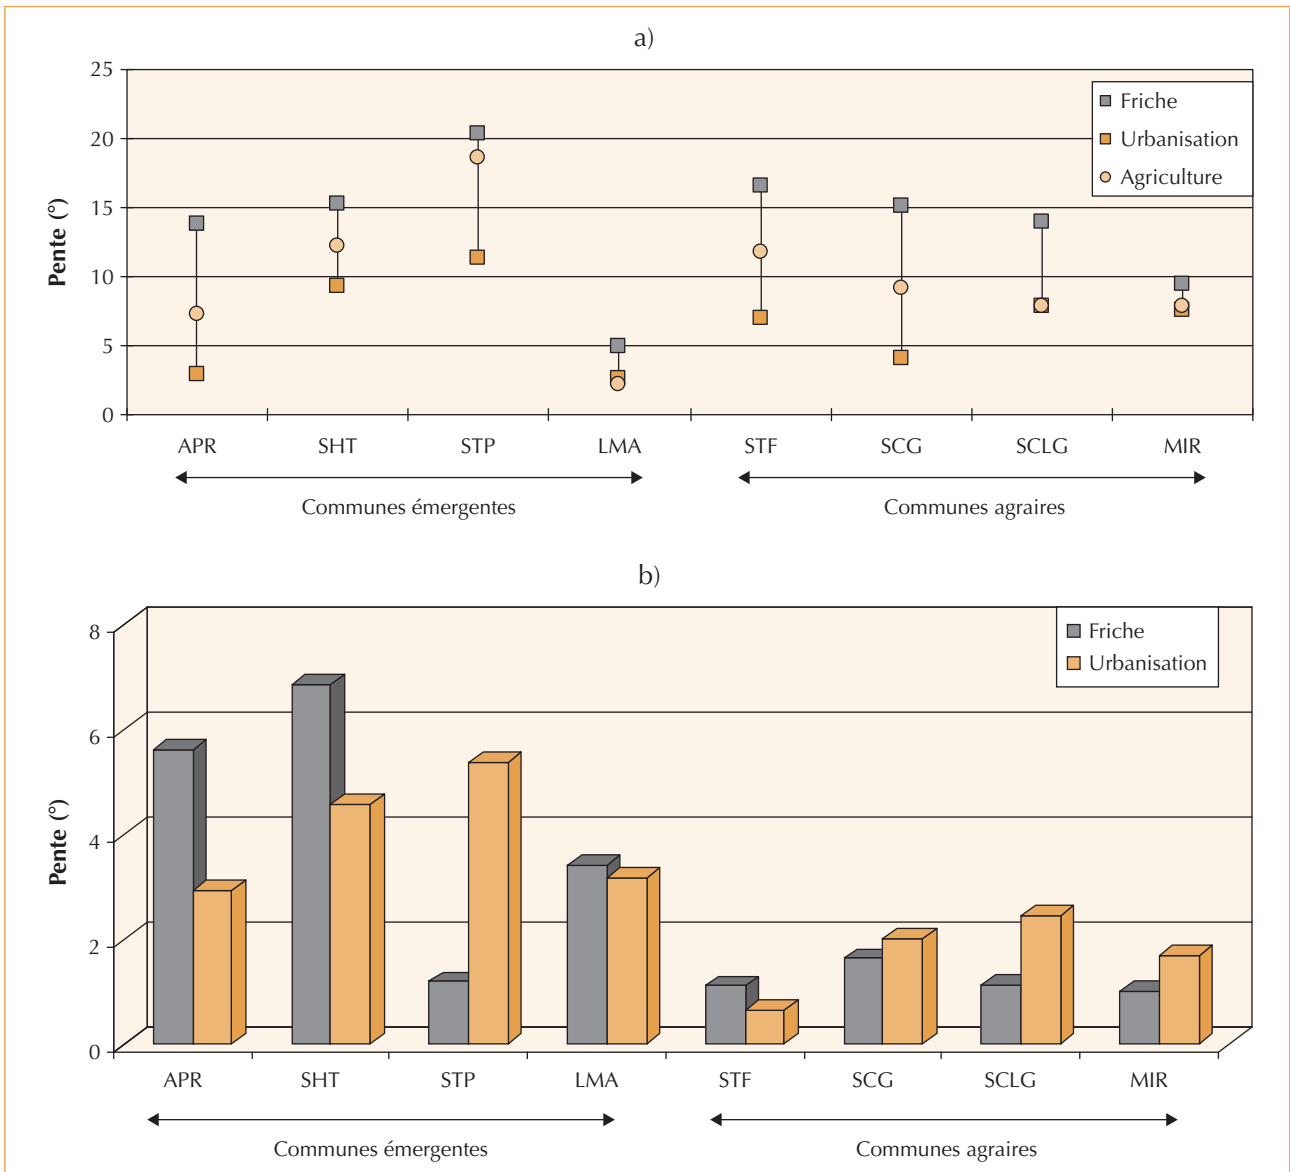 a)
25
20
15
10
5
0
Pente (°)
Friche
Urbanisation
Agriculture
APR SHT STP LMA STF SCG SCLG MIR
Communes émergentes Communes agraires
b)
8
6
4
2
0
Pente (°)
Friche
Urbanisation
APR SHT STP LMA STF SCG SCLG MIR
Communes émergentes Communes agraires